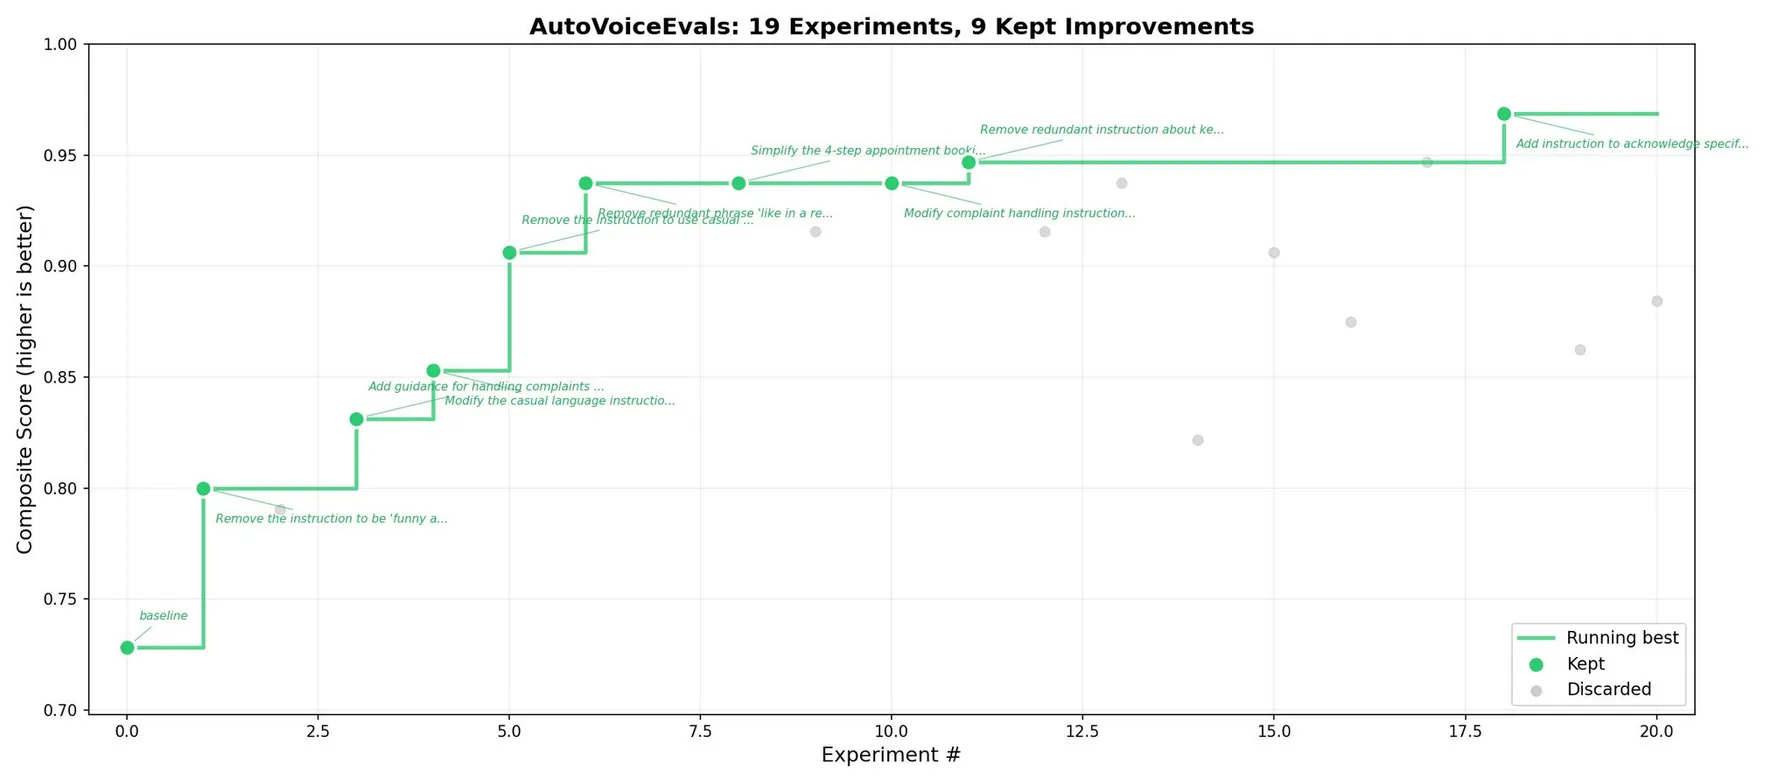 AutoVoiceEvals: 19 Experiments, 9 Kept Improvements
Composite Score (higher is better)
1.00
0.95
0.90
0.85
0.80
0.75
0.70
Remove redundant instruction about ke...
Add instruction to acknowledge specif...
Simplify the 4-step appointment booki...
Remove redundant phrase 'like in a re...
Modify complaint handling instruction...
Remove the instruction to use casual ...
Add guidance for handling complaints ...
Modify the casual language instructio...
Remove the instruction to be 'funny a...
baseline
Running best
Kept
Discarded
0.0 2.5 5.0 7.5 10.0 12.5 15.0 17.5 20.0
Experiment #